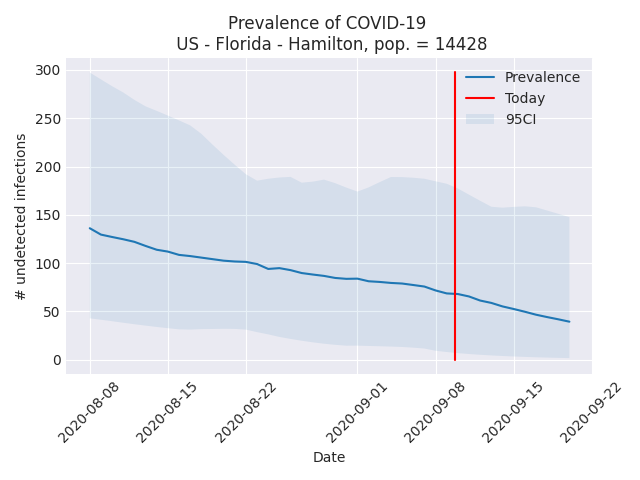 Prevalence of COVID-19
US - Florida - Hamilton, pop. = 14428
Prevalence
Today
95CI
# undetected infections
300
250
200
150
100
50
0
2020-08-08
2020-08-15
2020-08-22
2020-09-01
2020-09-08
2020-09-15
2020-09-22
Date